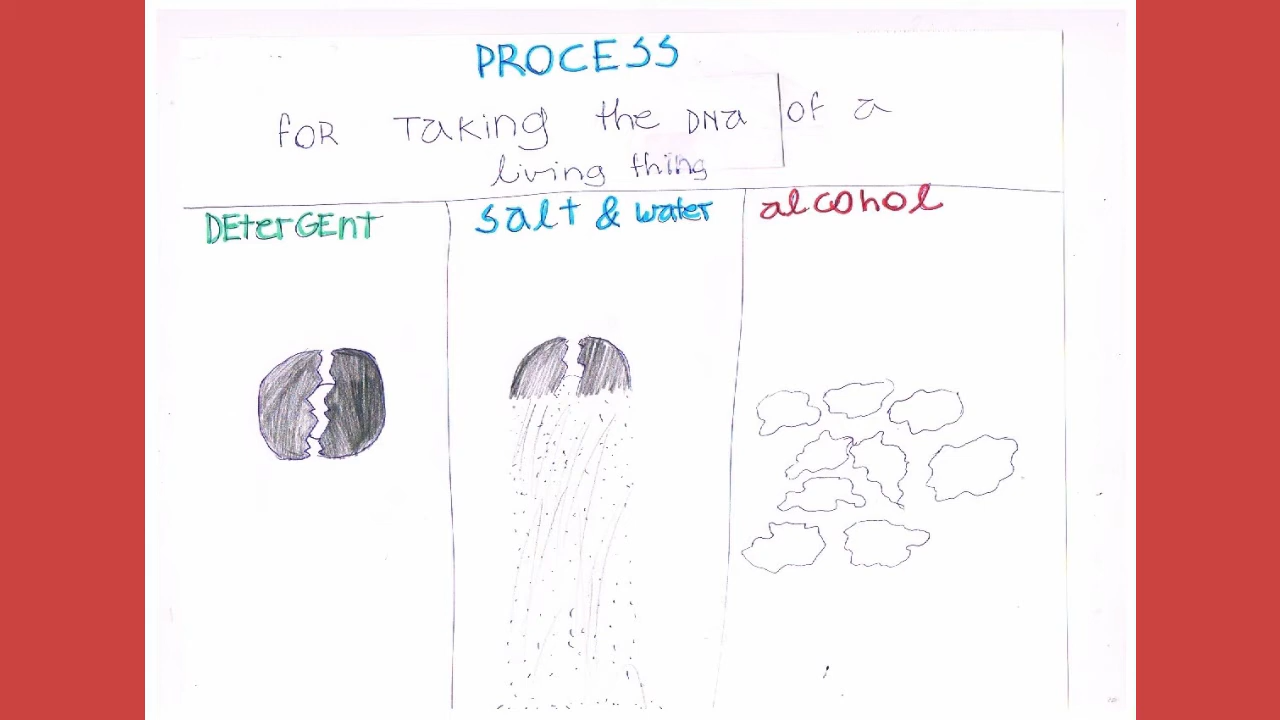 PROCESS
for Taking the DNA of a
living thing
DEterGEnt
salt & water
alcohol